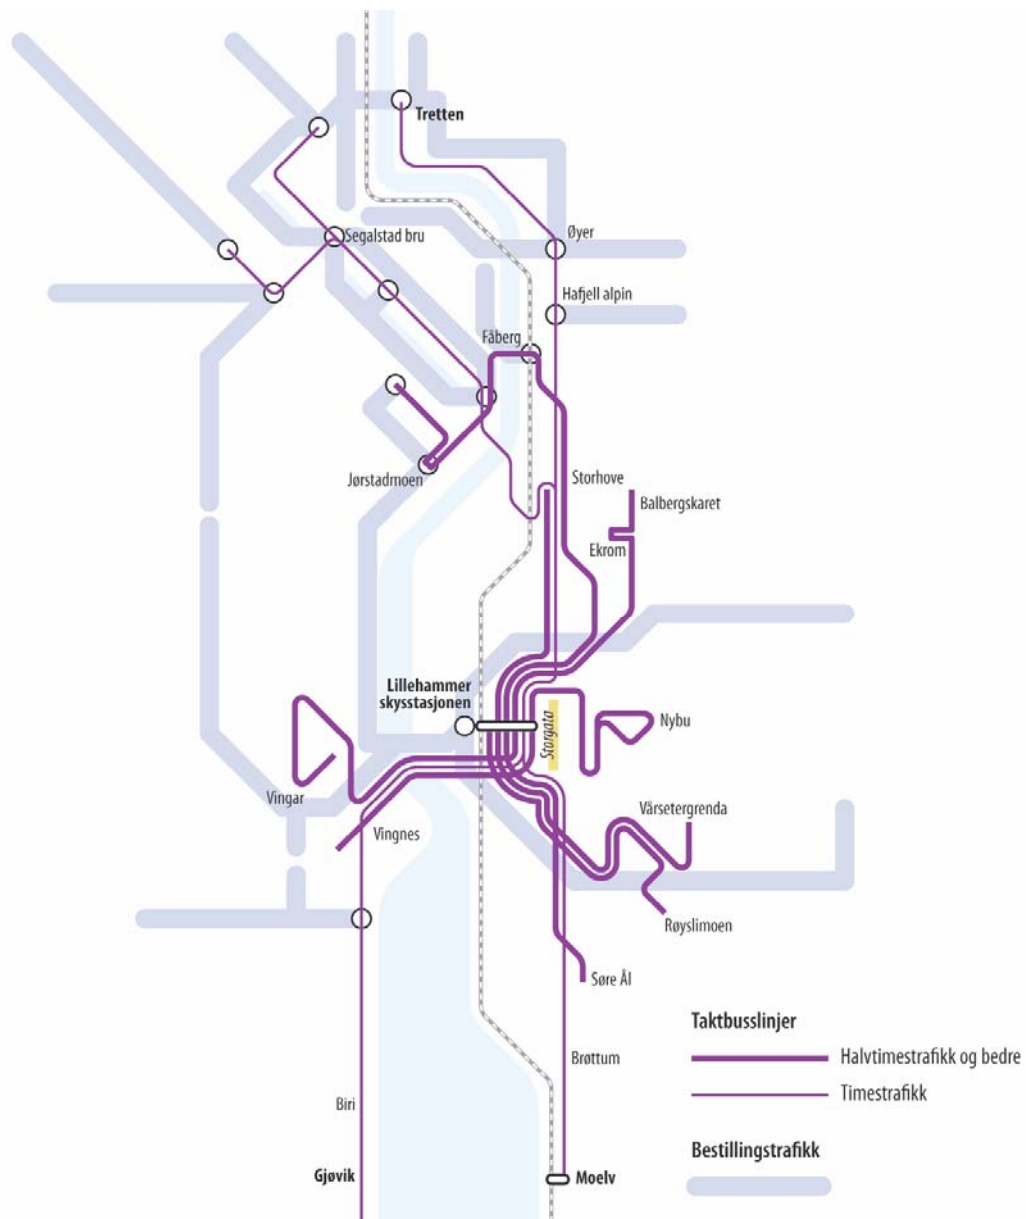 Tretten
Segalstad bru
Øyer
Hafjell alpin
Fåberg
Jørstadmoen
Storhove
Balbergskaret
Ekrom
Lillehammer
skysstasjonen
Storgata
Nybu
Vingar
Vingnes
Vårsetergrenda
Røyslimoen
Søre Ål
Taktbusslinjer
Halvtimestrafikk og bedre
Brøttum
Timestrafikk
Biri
Bestillingstrafikk
Gjøvik
Moelv